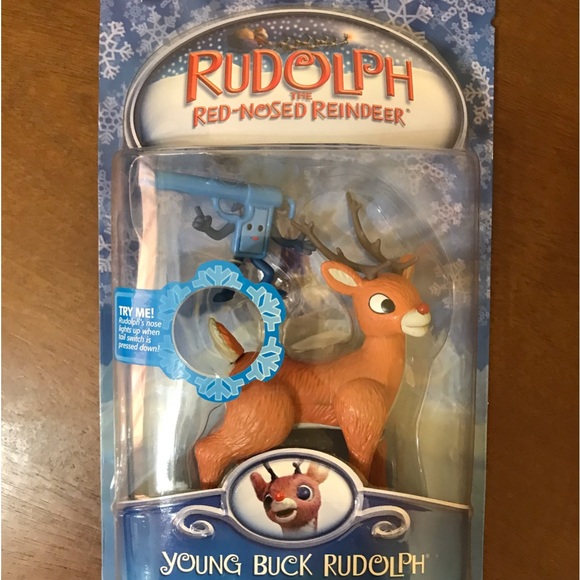 RUDOLPH
THE
RED-NOSED REINDEER®
TRY ME!
Rudolph's nose
lights up when
tail switch is
pressed down!
YOUNG BUCK RUDOLPH